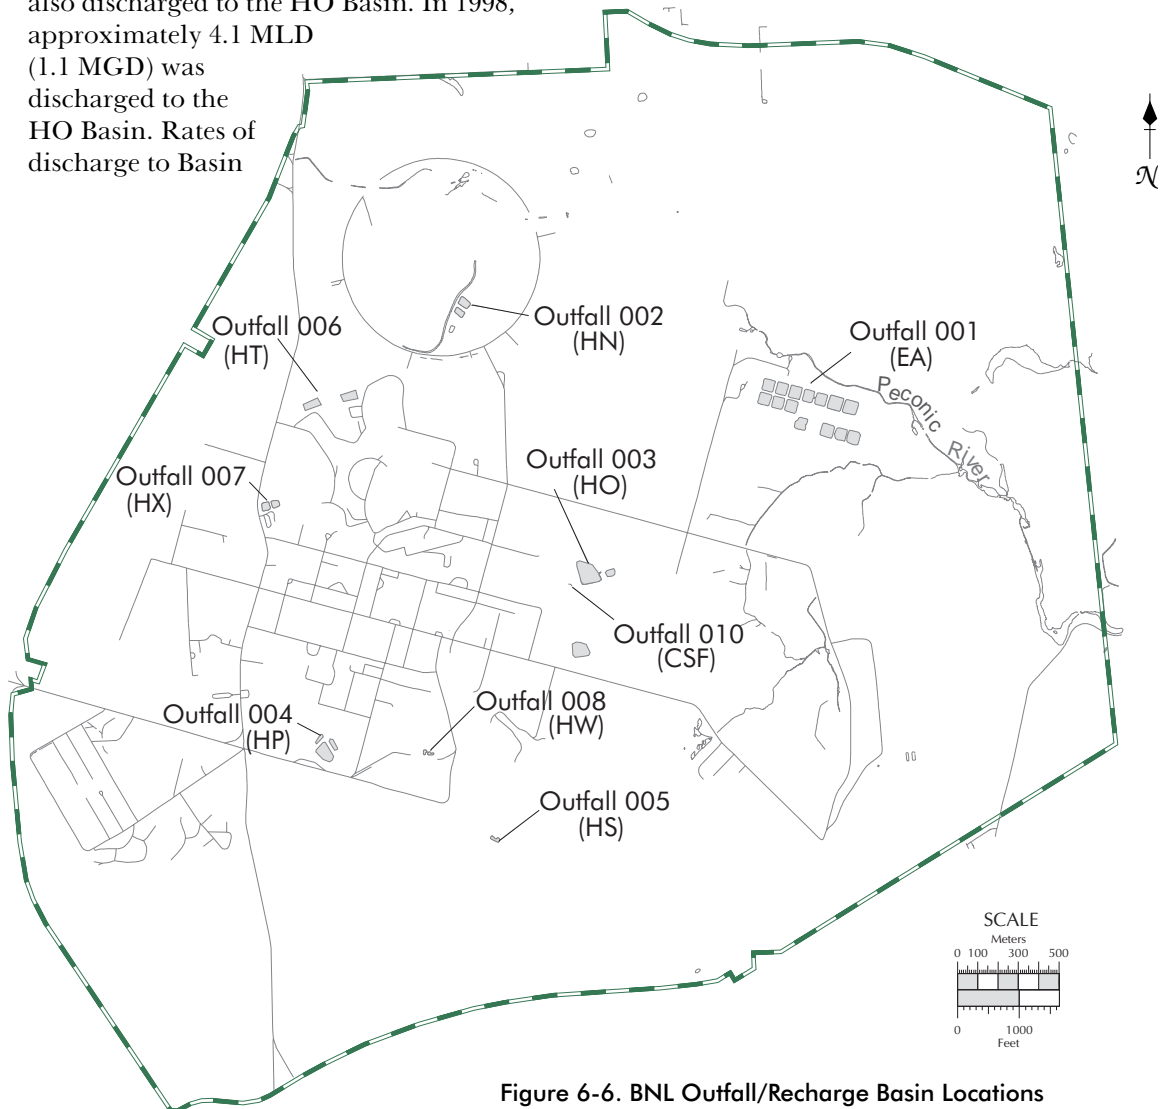 also discharged to the HO Basin. In 1998,
approximately 4.1 MLD
(1.1 MGD) was
discharged to the
HO Basin. Rates of
discharge to Basin
N
Outfall 006
(HT)
Outfall 002
(HN)
Outfall 001
(EA)
Peconic
River
Outfall 003
(HO)
Outfall 007
(HX)
Outfall 010
(CSF)
Outfall 004
(HP)
Outfall 008
(HW)
Outfall 005
(HS)
SCALE
Meters
0 100 300 500
0 1000
Feet
Figure 6-6. BNL Outfall/Recharge Basin Locations